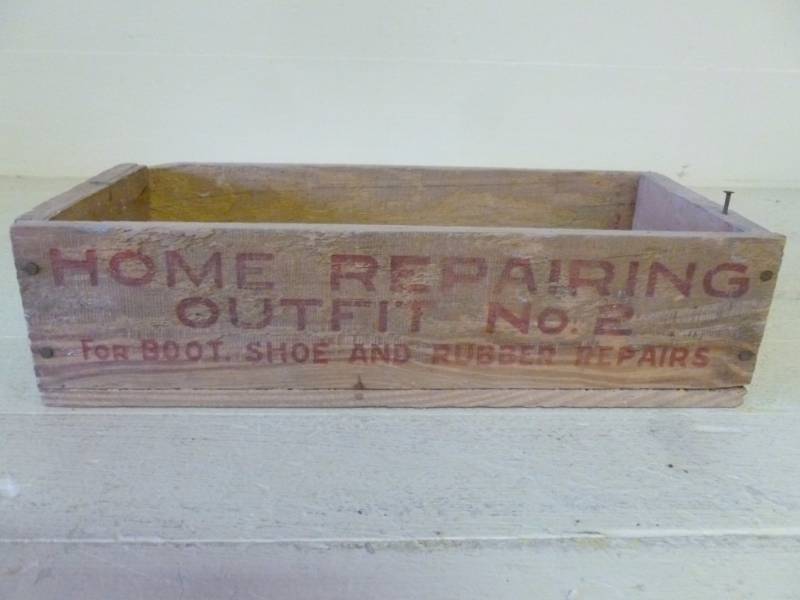 HOME REPAIRING
OUTFIT No. 2
FOR BOOT. SHOE AND RUBBER REPAIRS